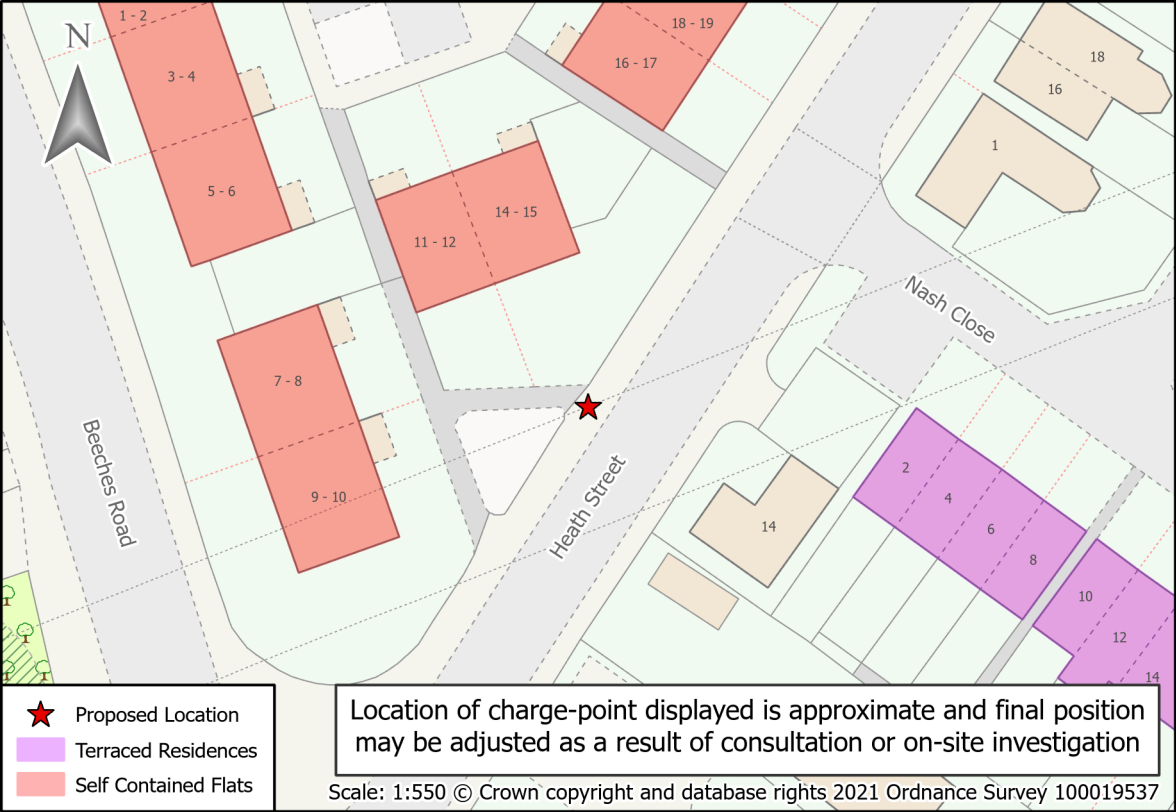 1 - 2
18 - 19
N
3 - 4
16 - 17
18
16
1
5 - 6
14 - 15
11 - 12
Nash Close
7 - 8
Beeches Road
Heath Street
9 - 10
2
4
6
8
14
10
12
14
Proposed Location
Terraced Residences
Self Contained Flats
Location of charge-point displayed is approximate and final position
may be adjusted as a result of consultation or on-site investigation
Scale: 1:550 © Crown copyright and database rights 2021 Ordnance Survey 100019537